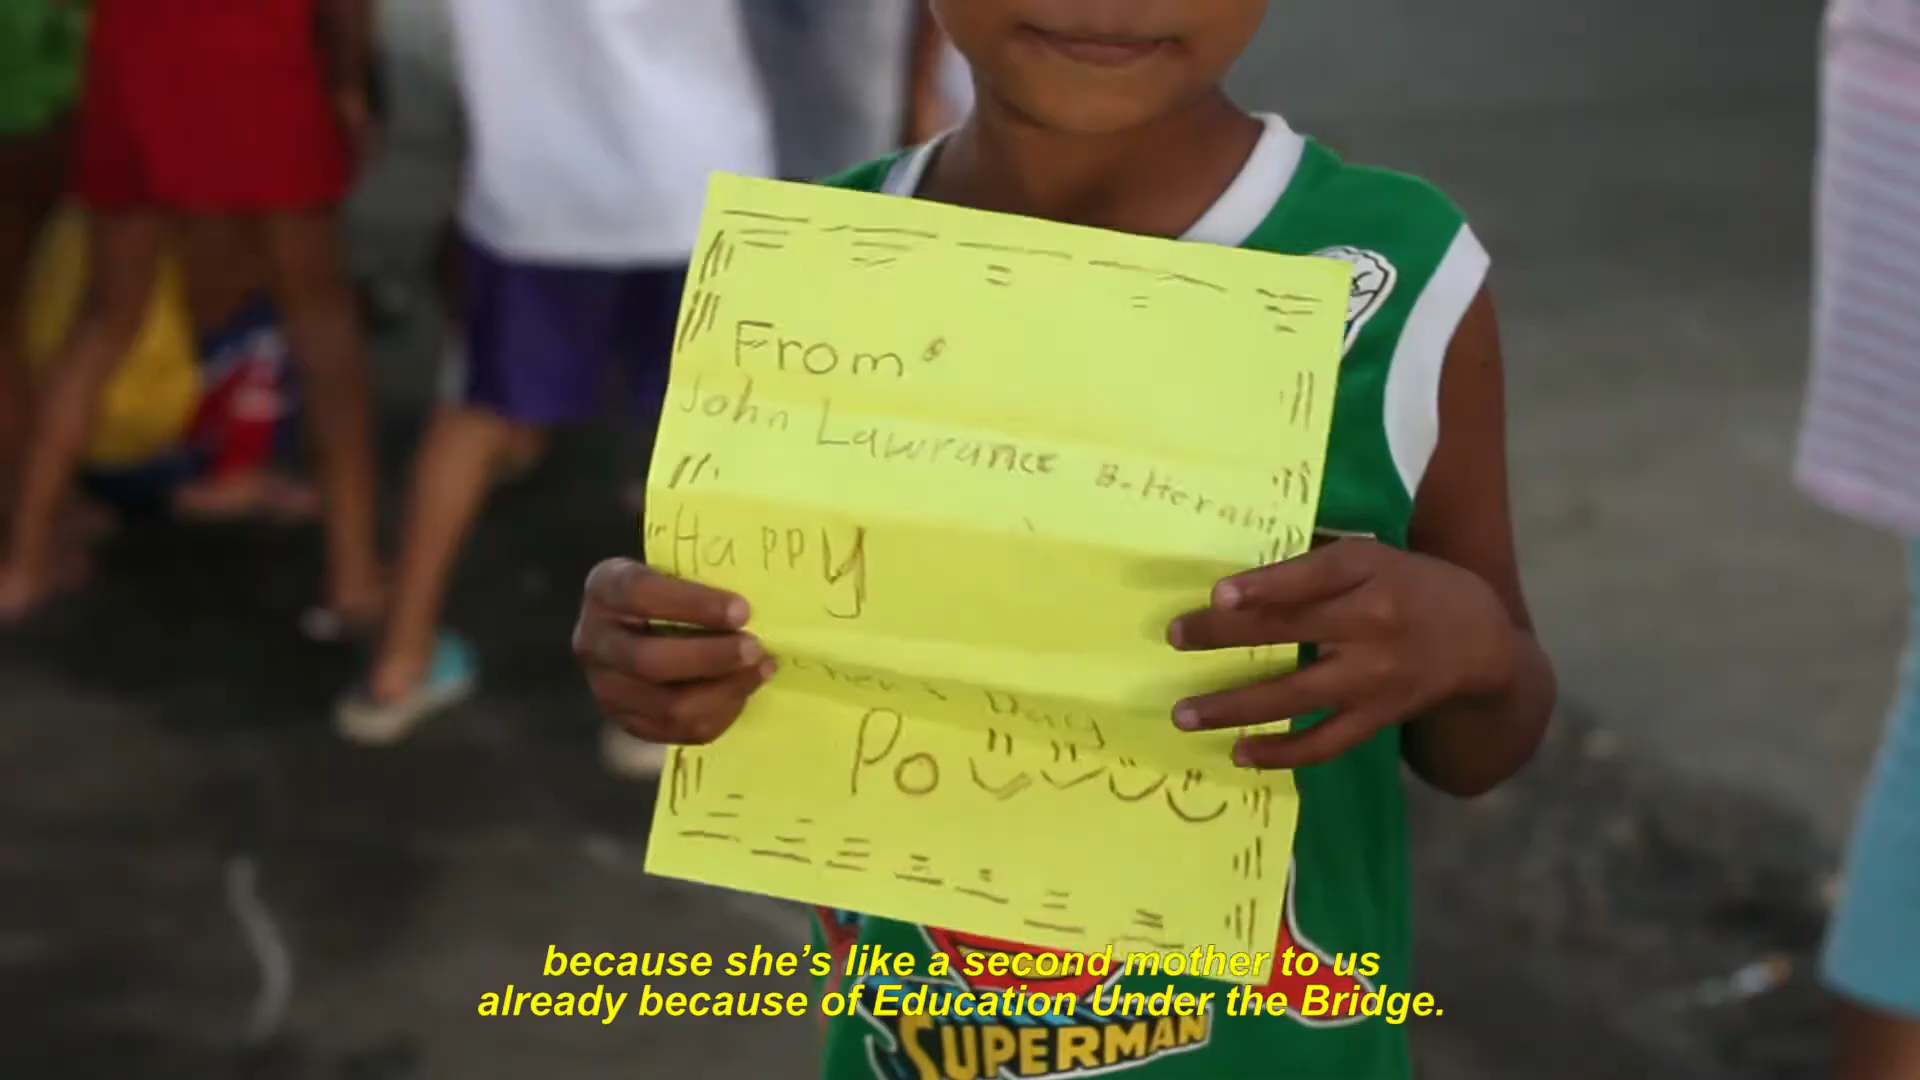 From:
John Lawrance
Happy
Day
Po
because she's like a second mother to us
already because of Education Under the Bridge.
SUPERMAN